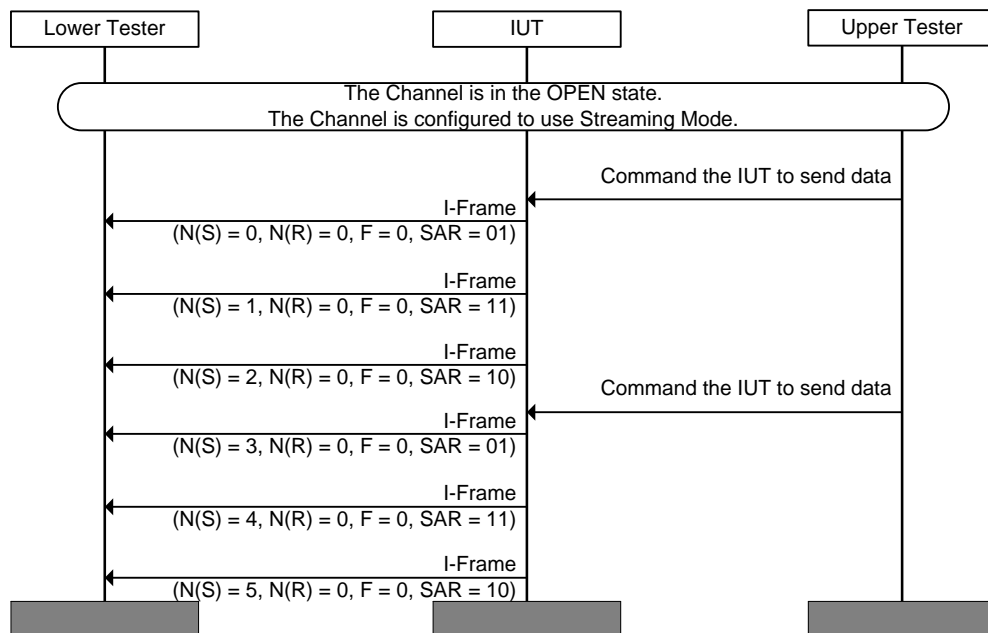 Lower Tester
IUT
Upper Tester
The Channel is in the OPEN state.
The Channel is configured to use Streaming Mode.
Command the IUT to send data
I-Frame
(N(S) = 0, N(R) = 0, F = 0, SAR = 01)
I-Frame
(N(S) = 1, N(R) = 0, F = 0, SAR = 11)
I-Frame
(N(S) = 2, N(R) = 0, F = 0, SAR = 10)
Command the IUT to send data
I-Frame
(N(S) = 3, N(R) = 0, F = 0, SAR = 01)
I-Frame
(N(S) = 4, N(R) = 0, F = 0, SAR = 11)
I-Frame
(N(S) = 5, N(R) = 0, F = 0, SAR = 10)